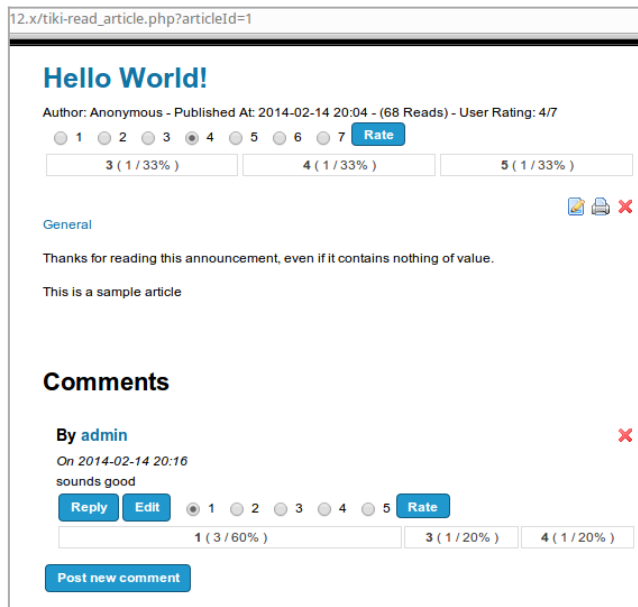 12.x/tiki-read_article.php?articleId=1
Hello World!
Author: Anonymous - Published At: 2014-02-14 20:04 - (68 Reads) - User Rating: 4/7
1 2 3 4 5 6 7 Rate
3 ( 1 / 33% ) 4 ( 1 / 33% ) 5 ( 1 / 33% )
General
Thanks for reading this announcement, even if it contains nothing of value.
This is a sample article
Comments
By admin
On 2014-02-14 20:16
sounds good
Reply Edit 1 2 3 4 5 Rate
1 ( 3 / 60% ) 3 ( 1 / 20% ) 4 ( 1 / 20% )
Post new comment